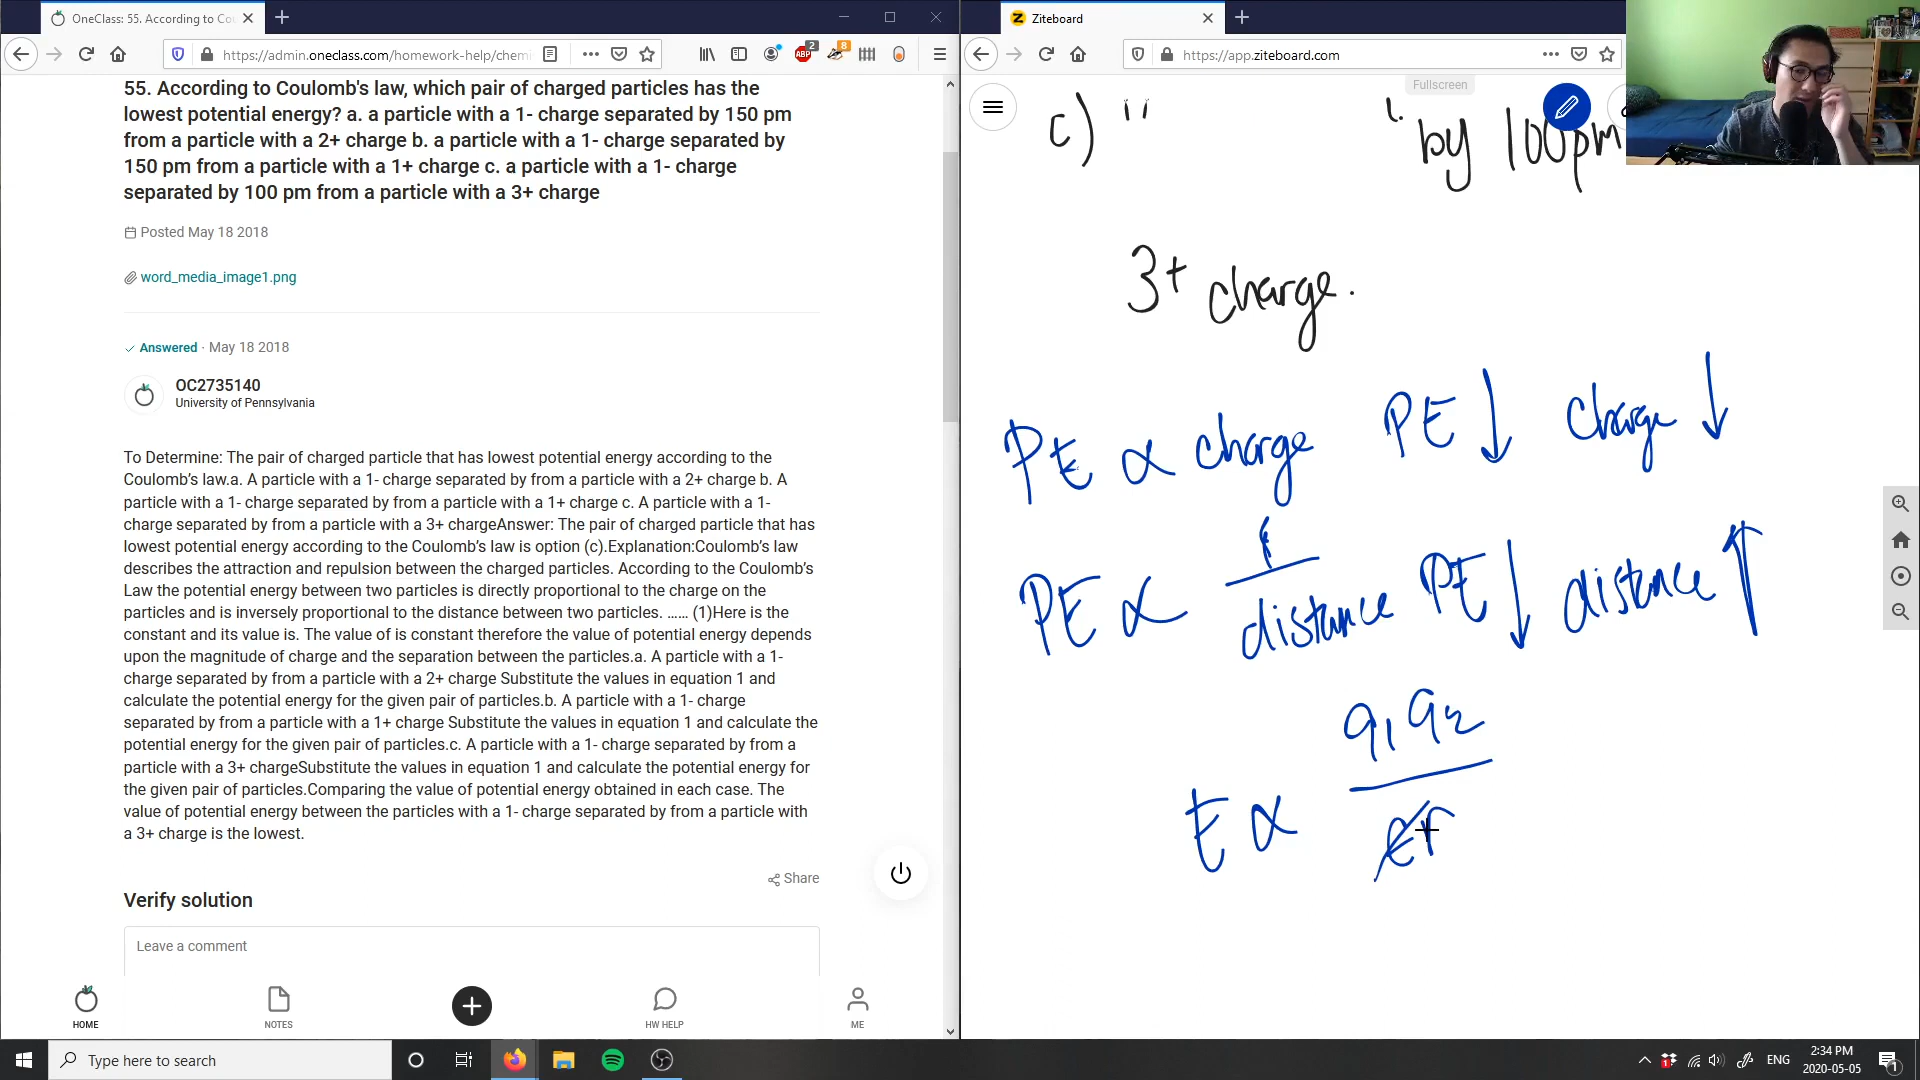 OneClass: 55. According to Cou
https://admin.oneclass.com/homework-help/chemi
ABP
2
8
55. According to Coulomb's law, which pair of charged particles has the
lowest potential energy? a. a particle with a 1- charge separated by 150 pm
from a particle with a 2+ charge b. a particle with a 1- charge separated by
150 pm from a particle with a 1+ charge c. a particle with a 1- charge
separated by 100 pm from a particle with a 3+ charge
Posted May 18 2018
word_media_image1.png
Answered · May 18 2018
OC2735140
University of Pennsylvania
To Determine: The pair of charged particle that has lowest potential energy according to the
Coulomb's law.a. A particle with a 1- charge separated by from a particle with a 2+ charge b. A
particle with a 1- charge separated by from a particle with a 1+ charge c. A particle with a 1-
charge separated by from a particle with a 3+ chargeAnswer: The pair of charged particle that has
lowest potential energy according to the Coulomb's law is option (c).Explanation:Coulomb's law
describes the attraction and repulsion between the charged particles. According to the Coulomb's
Law the potential energy between two particles is directly proportional to the charge on the
particles and is inversely proportional to the distance between two particles. ...... (1)Here is the
constant and its value is. The value of is constant therefore the value of potential energy depends
upon the magnitude of charge and the separation between the particles.a. A particle with a 1-
charge separated by from a particle with a 2+ charge Substitute the values in equation 1 and
calculate the potential energy for the given pair of particles.b. A particle with a 1- charge
separated by from a particle with a 1+ charge Substitute the values in equation 1 and calculate the
potential energy for the given pair of particles.c. A particle with a 1- charge separated by from a
particle with a 3+ chargeSubstitute the values in equation 1 and calculate the potential energy for
the given pair of particles.Comparing the value of potential energy obtained in each case. The
value of potential energy between the particles with a 1- charge separated by from a particle with
a 3+ charge is the lowest.
Share
Verify solution
Leave a comment
HOME
NOTES
HW HELP
ME
Ziteboard
https://app.ziteboard.com
Fullscreen
c) " " by 100pm
3+ charge.
PE ∝ charge PE ↓ charge ↓
PE ∝ 1
distance PE ↓ distance ↑
q1 q2
E ∝
εr
Type here to search
ENG
2:34 PM
2020-05-05
1
1